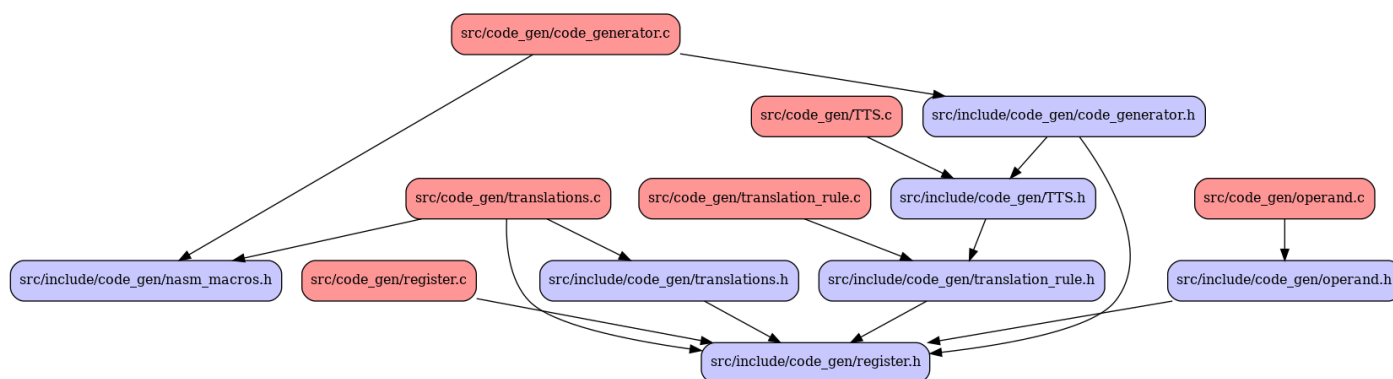 src/code_gen/code_generator.c
src/code_gen/TTS.c
src/include/code_gen/code_generator.h
src/code_gen/translations.c
src/code_gen/translation_rule.c
src/include/code_gen/TTS.h
src/code_gen/operand.c
src/include/code_gen/nasm_macros.h
src/code_gen/register.c
src/include/code_gen/translations.h
src/include/code_gen/translation_rule.h
src/include/code_gen/operand.h
src/include/code_gen/register.h